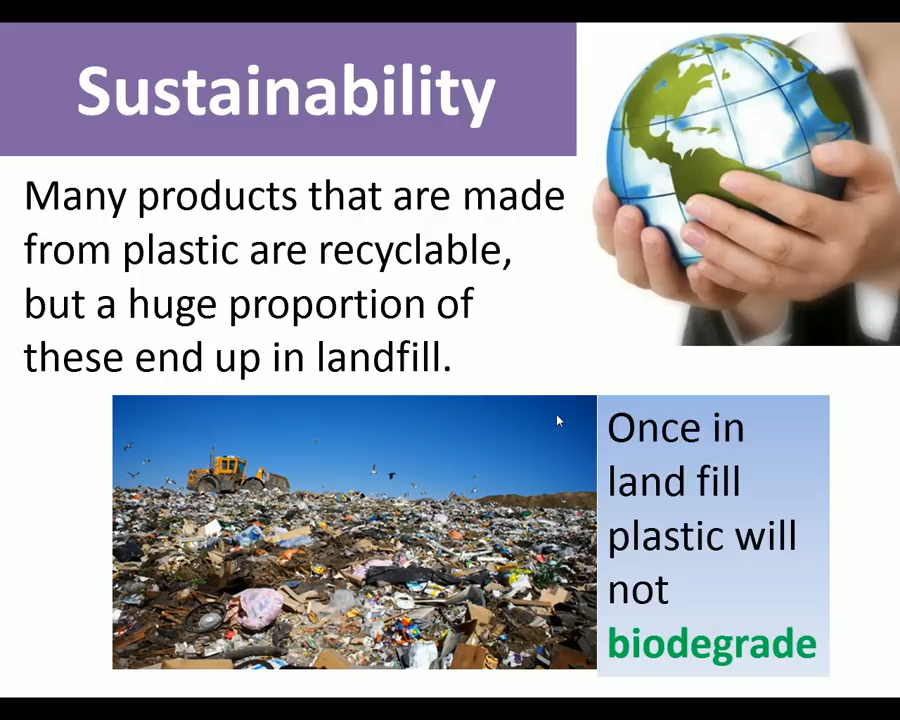 Sustainability
Many products that are made
from plastic are recyclable,
but a huge proportion of
these end up in landfill.
Once in
land fill
plastic will
not
biodegrade